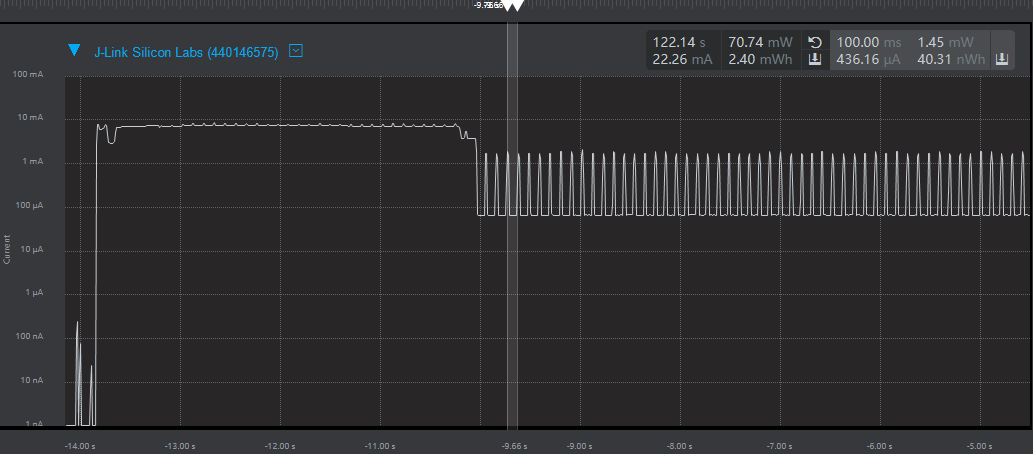 J-Link Silicon Labs (440146575)
122.14 s 70.74 mW 100.00 ms 1.45 mW
22.26 mA 2.40 mWh 436.16 µA 40.31 nWh
100 mA
10 mA
1 mA
100 µA
10 µA
1 µA
100 nA
10 nA
1 nA
Current
-14.00 s -13.00 s -12.00 s -11.00 s -9.66 s -9.00 s -8.00 s -7.00 s -6.00 s -5.00 s